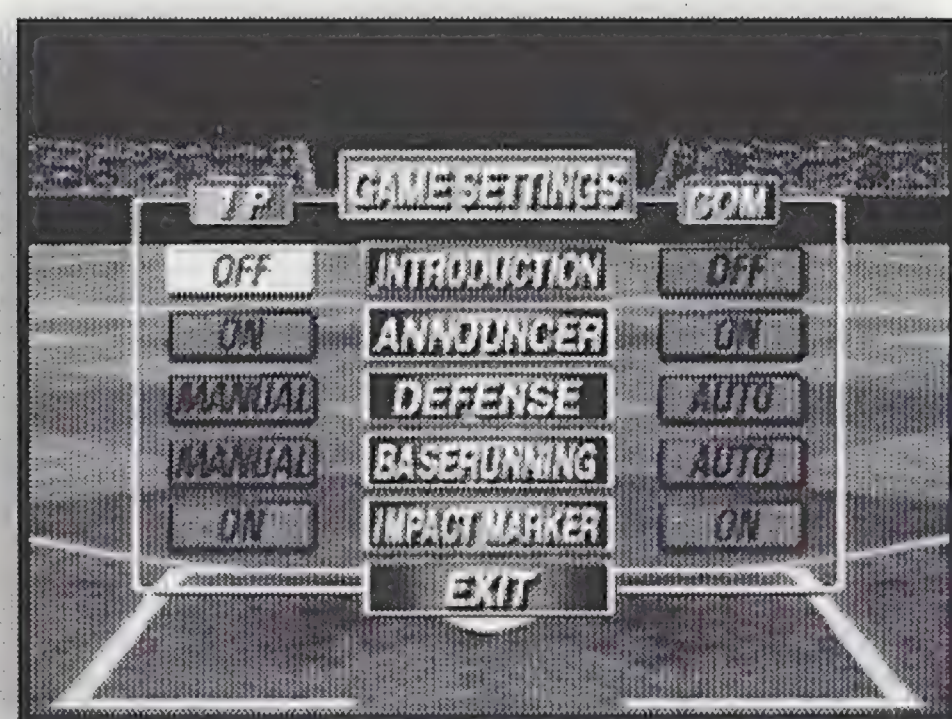 1P GAME SETTINGS COM
OFF INTRODUCTION OFF
ON ANNOUNCER ON
MANUAL DEFENSE AUTO
MANUAL BASERUNNING AUTO
ON IMPACT MARKER ON
EXIT